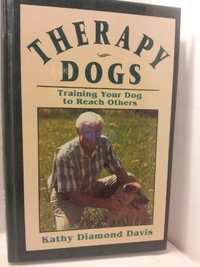 THERAPY
DOGS
Training Your Dog
to Reach Others
Kathy Diamond Davis